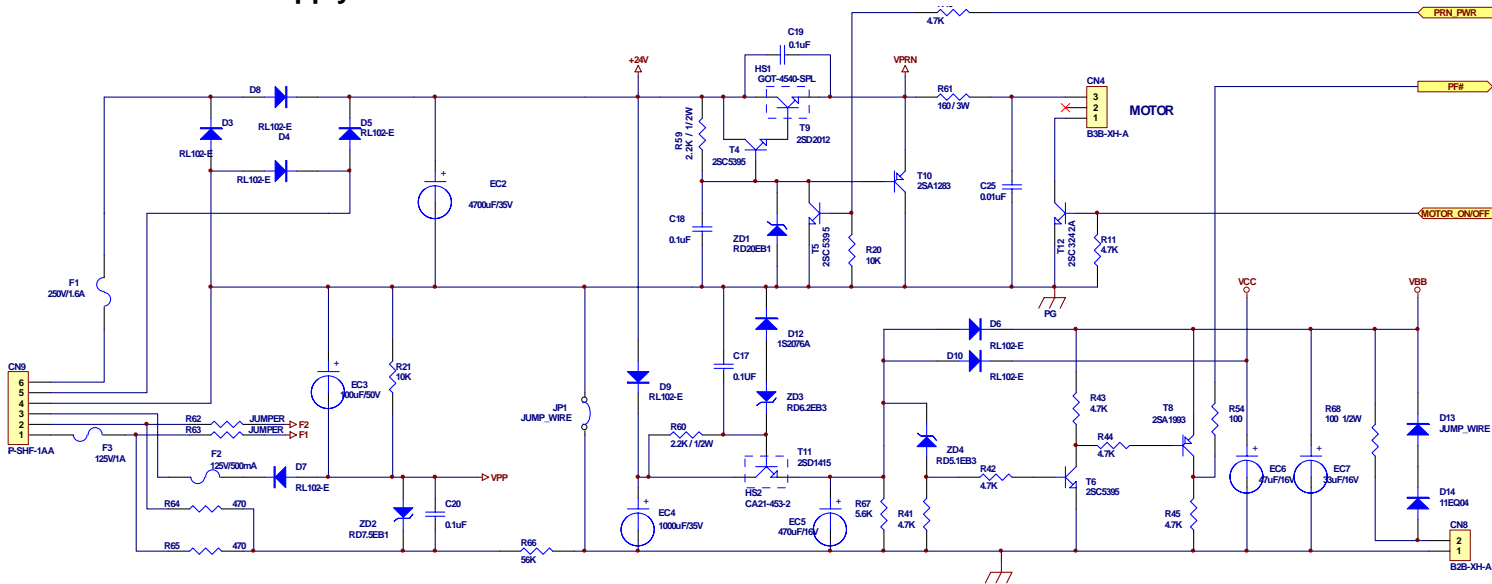 4.7K
PRN_PWR
C19
0.1uF
+24V
HS1
GOT-4540-SPL
VPRN
CN4
R61
160 / 3W
3
2
1
MOTOR
B3B-XH-A
PF#
D8
RL102-E
D3
RL102-E
D4
RL102-E
D5
RL102-E
R59
2.2K / 1/2W
T9
2SD2012
T4
2SC5395
EC2
4700uF/35V
T10
2SA1283
C25
0.01uF
C18
0.1uF
ZD1
RD20EB1
T5
2SC5395
R20
10K
T12
2SC3242A
R11
4.7K
MOTOR_ON/OFF
F1
250V/1.6A
PG
VCC
VBB
CN9
6
5
4
3
2
1
P-SHF-1AA
EC3
100uF/50V
R21
10K
JP1
JUMP_WIRE
D9
RL102-E
D12
1S2076A
C17
0.1UF
ZD3
RD6.2EB3
D6
RL102-E
D10
RL102-E
R62
JUMPER
F2
R63
JUMPER
F1
F3
125V/1A
F2
125V/500mA
D7
RL102-E
VPP
R60
2.2K / 1/2W
T11
2SD1415
HS2
CA21-453-2
ZD4
RD5.1EB3
R43
4.7K
T8
2SA1993
R44
4.7K
R54
100
R68
100 1/2W
D13
JUMP_WIRE
R64
470
R65
470
ZD2
RD7.5EB1
C20
0.1uF
R66
56K
EC4
1000uF/35V
EC5
470uF/16V
R67
5.6K
R41
4.7K
R42
4.7K
T6
2SC5395
R45
4.7K
EC6
47uF/16V
EC7
33uF/16V
D14
11EQ04
CN8
2
1
B2B-XH-A